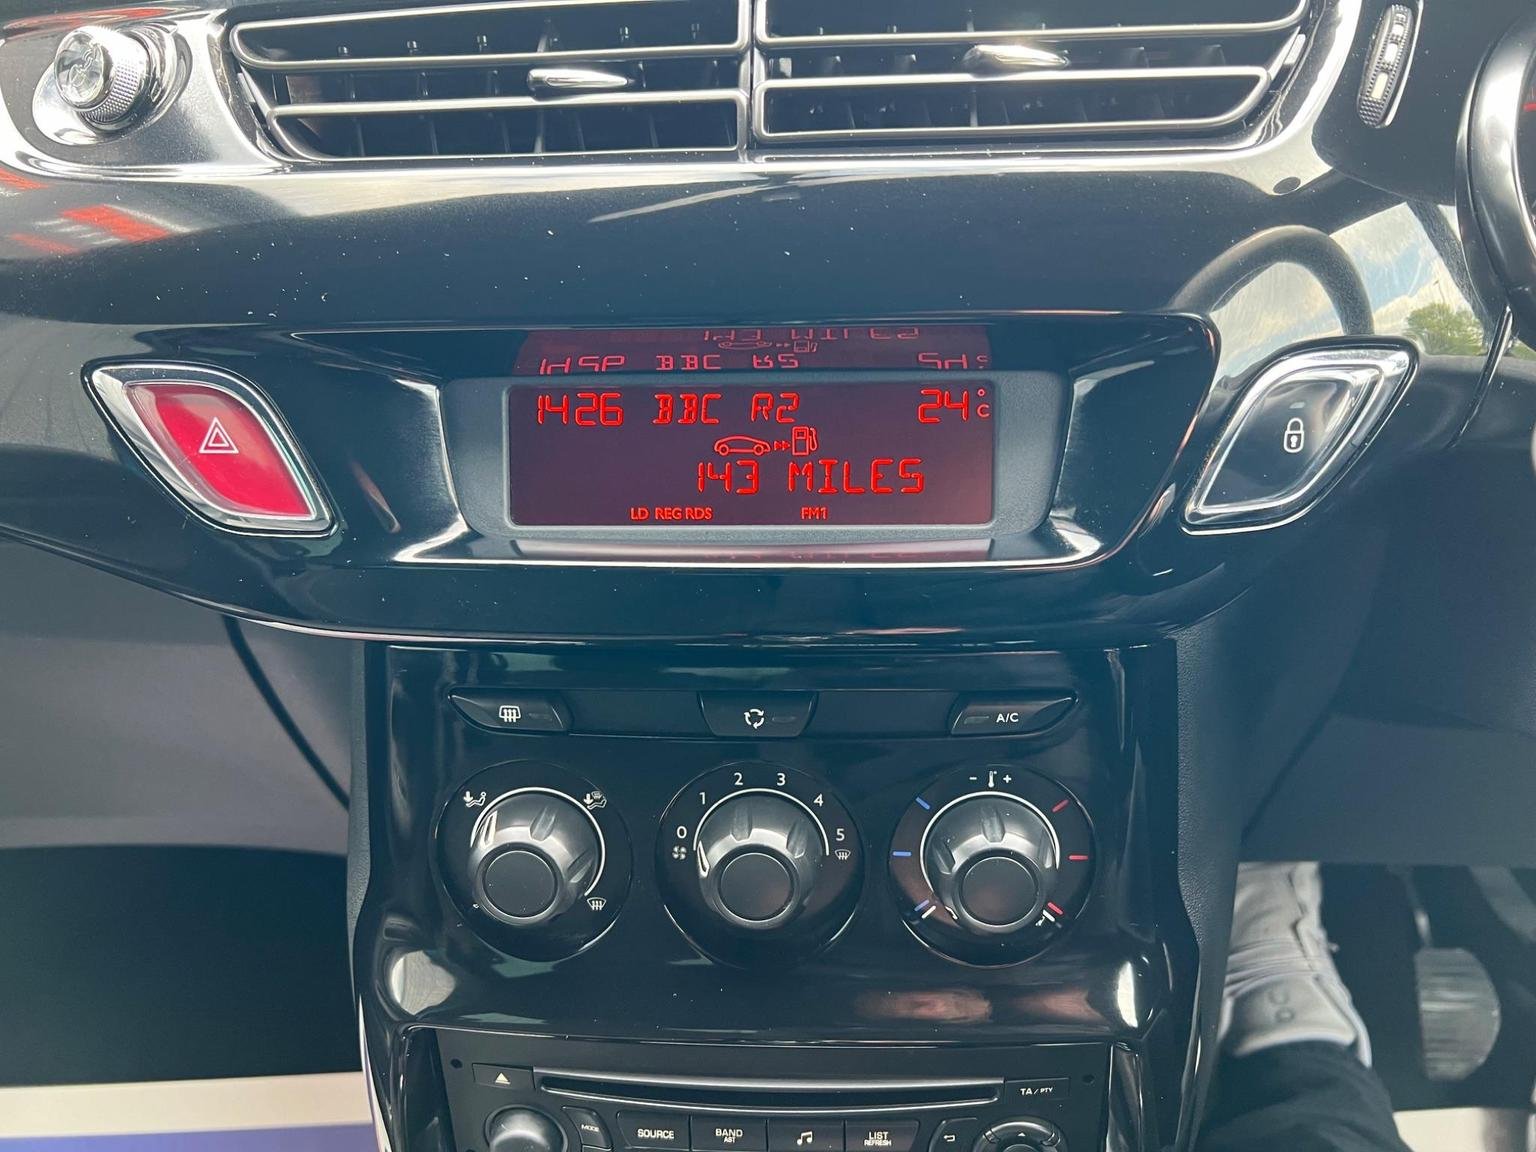 1426 BBC R2 24°C
143 MILES
LD REG RDS FM1
A/C
- +
0 1 2 3 4 5
TA / PTY
MODE
SOURCE
BAND
AST
LIST
REFRESH